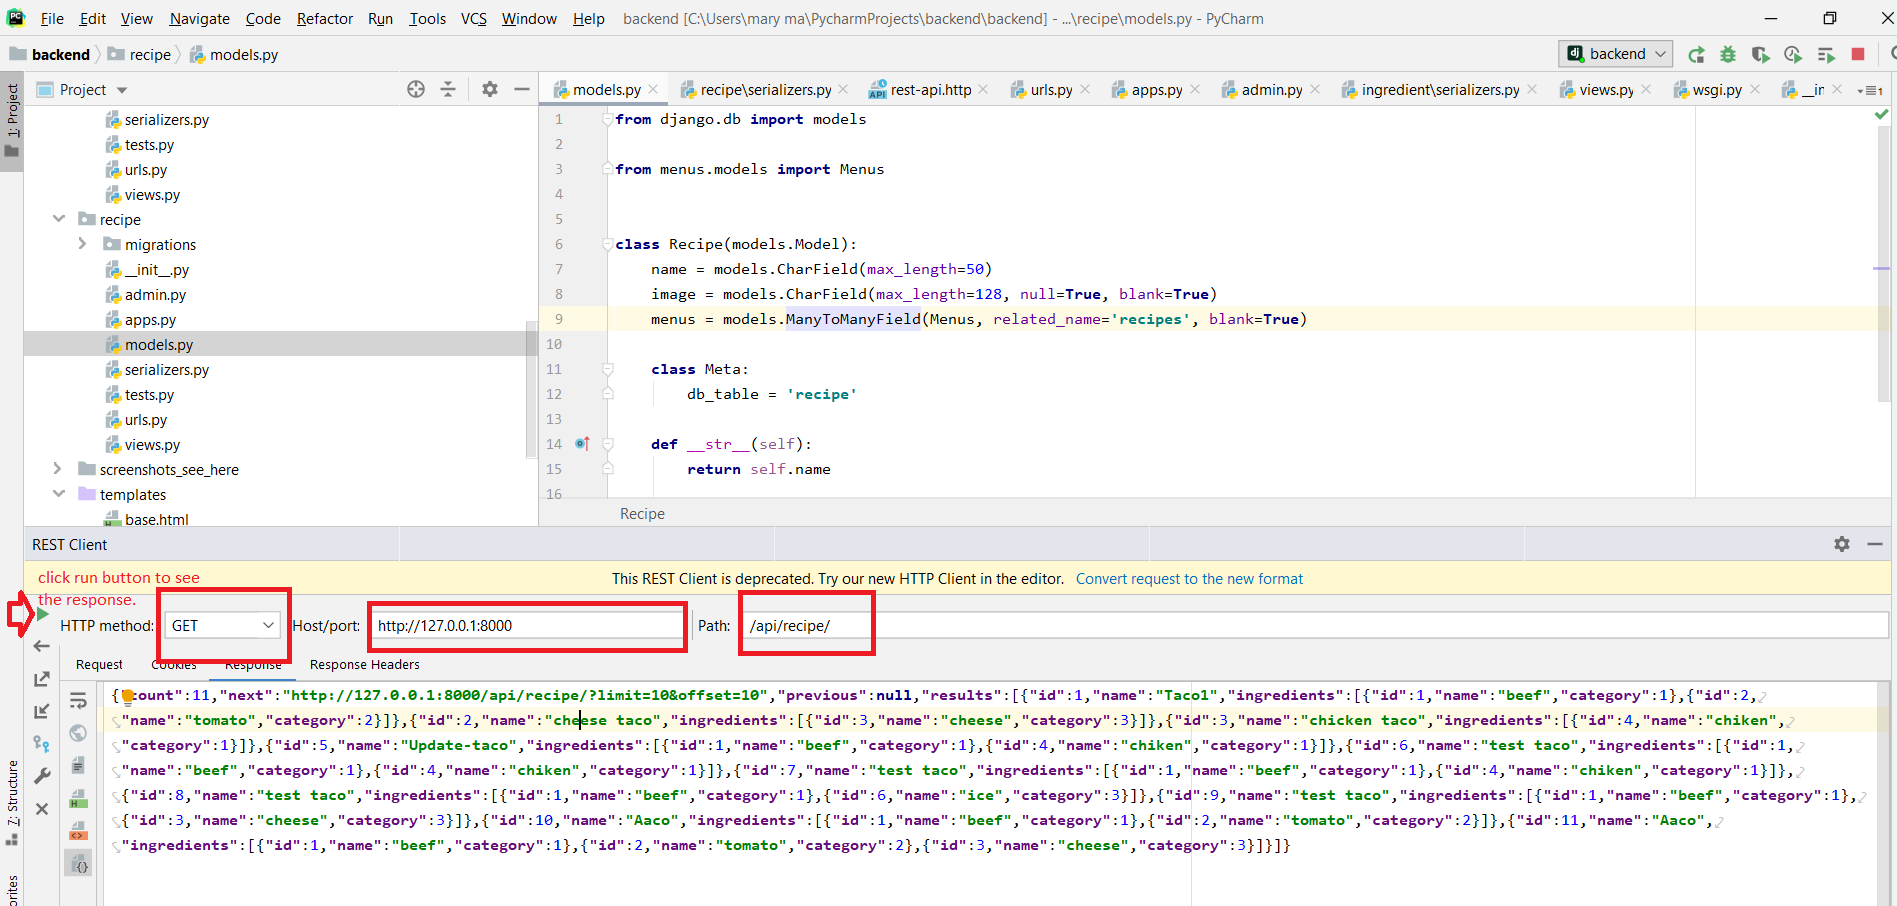 File Edit View Navigate Code Refactor Run Tools VCS Window Help backend [C:\Users\mary ma\PycharmProjects\backend\backend] - ...\recipe\models.py - PyCharm
backend recipe models.py backend
1: Project
Project
models.py recipe\serializers.py rest-api.http urls.py apps.py admin.py ingredient\serializers.py views.py wsgi.py __in
serializers.py
tests.py
urls.py
views.py
recipe
migrations
__init__.py
admin.py
apps.py
models.py
serializers.py
tests.py
urls.py
views.py
screenshots_see_here
templates
base.html
1 from django.db import models
2
3 from menus.models import Menus
4
5
6 class Recipe(models.Model):
7 name = models.CharField(max_length=50)
8 image = models.CharField(max_length=128, null=True, blank=True)
9 menus = models.ManyToManyField(Menus, related_name='recipes', blank=True)
10
11 class Meta:
12 db_table = 'recipe'
13
14 def __str__(self):
15 return self.name
16
Recipe
REST Client
click run button to see
the response.
This REST Client is deprecated. Try our new HTTP Client in the editor. Convert request to the new format
HTTP method: GET Host/port: http://127.0.0.1:8000 Path: /api/recipe/
Request Cookies Response Response Headers
{"count":11,"next":"http://127.0.0.1:8000/api/recipe/?limit=10&offset=10","previous":null,"results":[{"id":1,"name":"Taco1","ingredients":[{"id":1,"name":"beef","category":1},{"id":2,
"name":"tomato","category":2}]},{"id":2,"name":"cheese taco","ingredients":[{"id":3,"name":"cheese","category":3}]},{"id":3,"name":"chicken taco","ingredients":[{"id":4,"name":"chiken",
"category":1}]},{"id":5,"name":"Update-taco","ingredients":[{"id":1,"name":"beef","category":1},{"id":4,"name":"chiken","category":1}]},{"id":6,"name":"test taco","ingredients":[{"id":1,
"name":"beef","category":1},{"id":4,"name":"chiken","category":1}]},{"id":7,"name":"test taco","ingredients":[{"id":1,"name":"beef","category":1},{"id":4,"name":"chiken","category":1}]},
{"id":8,"name":"test taco","ingredients":[{"id":1,"name":"beef","category":1},{"id":6,"name":"ice","category":3}]},{"id":9,"name":"test taco","ingredients":[{"id":1,"name":"beef","category":1},
{"id":3,"name":"cheese","category":3}]},{"id":10,"name":"Aaco","ingredients":[{"id":1,"name":"beef","category":1},{"id":2,"name":"tomato","category":2}]},{"id":11,"name":"Aaco",
"ingredients":[{"id":1,"name":"beef","category":1},{"id":2,"name":"tomato","category":2},{"id":3,"name":"cheese","category":3}]}]}
7: Structure
orites